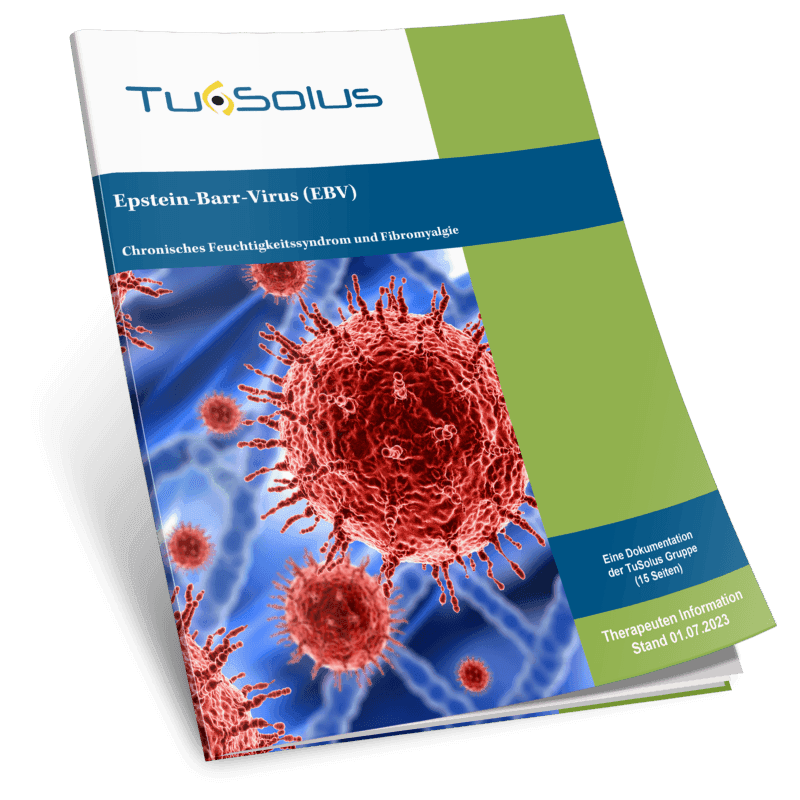 TuSolus
Epstein-Barr-Virus (EBV)
Chronisches Feuchtigkeitssyndrom und Fibromyalgie
Eine Dokumentation
der TuSolus Gruppe
(15 Seiten)
Therapeuten Information
Stand 01.07.2023